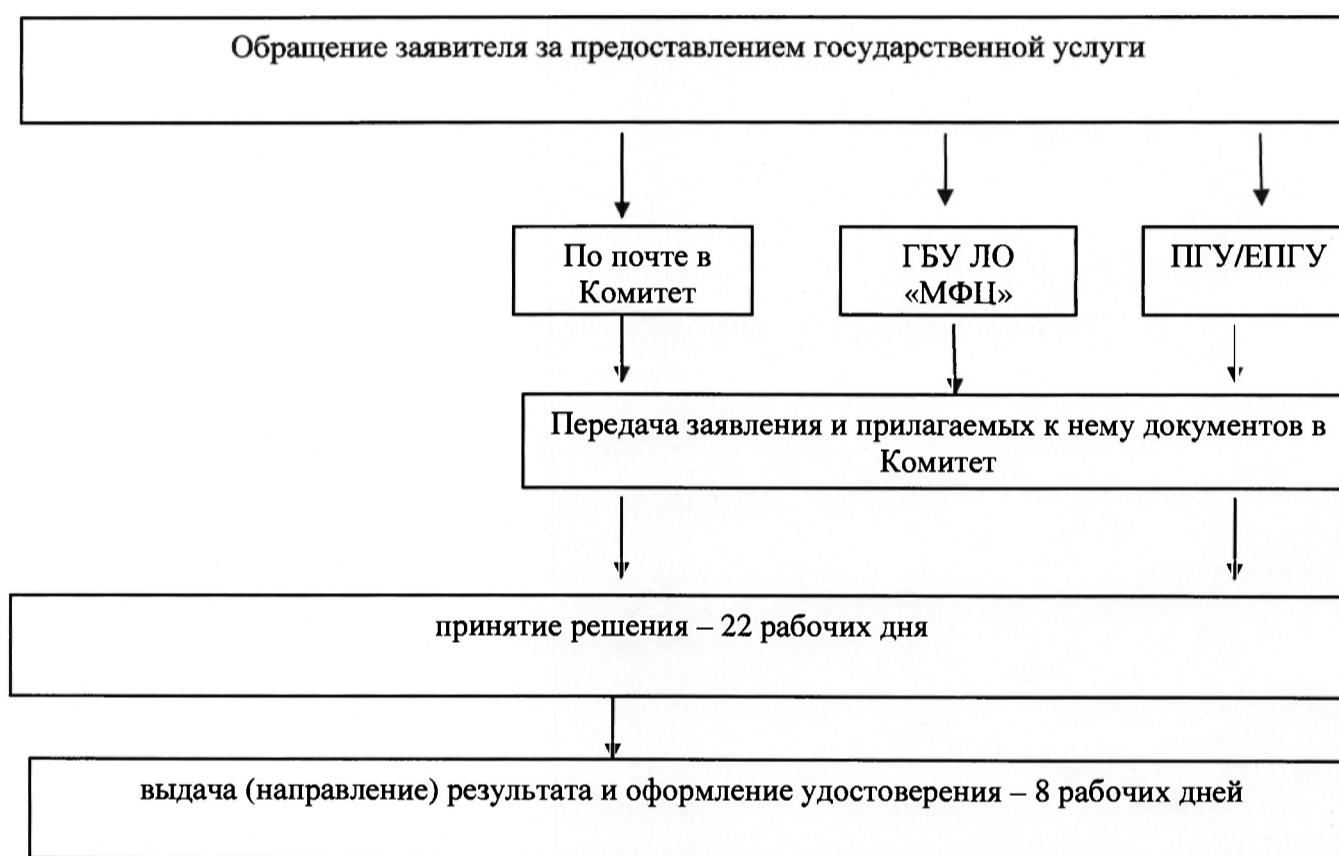 Обращение заявителя за предоставлением государственной услуги
По почте в
Комитет
ГБУ ЛО
«МФЦ»
ПГУ/ЕПГУ
Передача заявления и прилагаемых к нему документов в
Комитет
принятие решения – 22 рабочих дня
выдача (направление) результата и оформление удостоверения – 8 рабочих дней